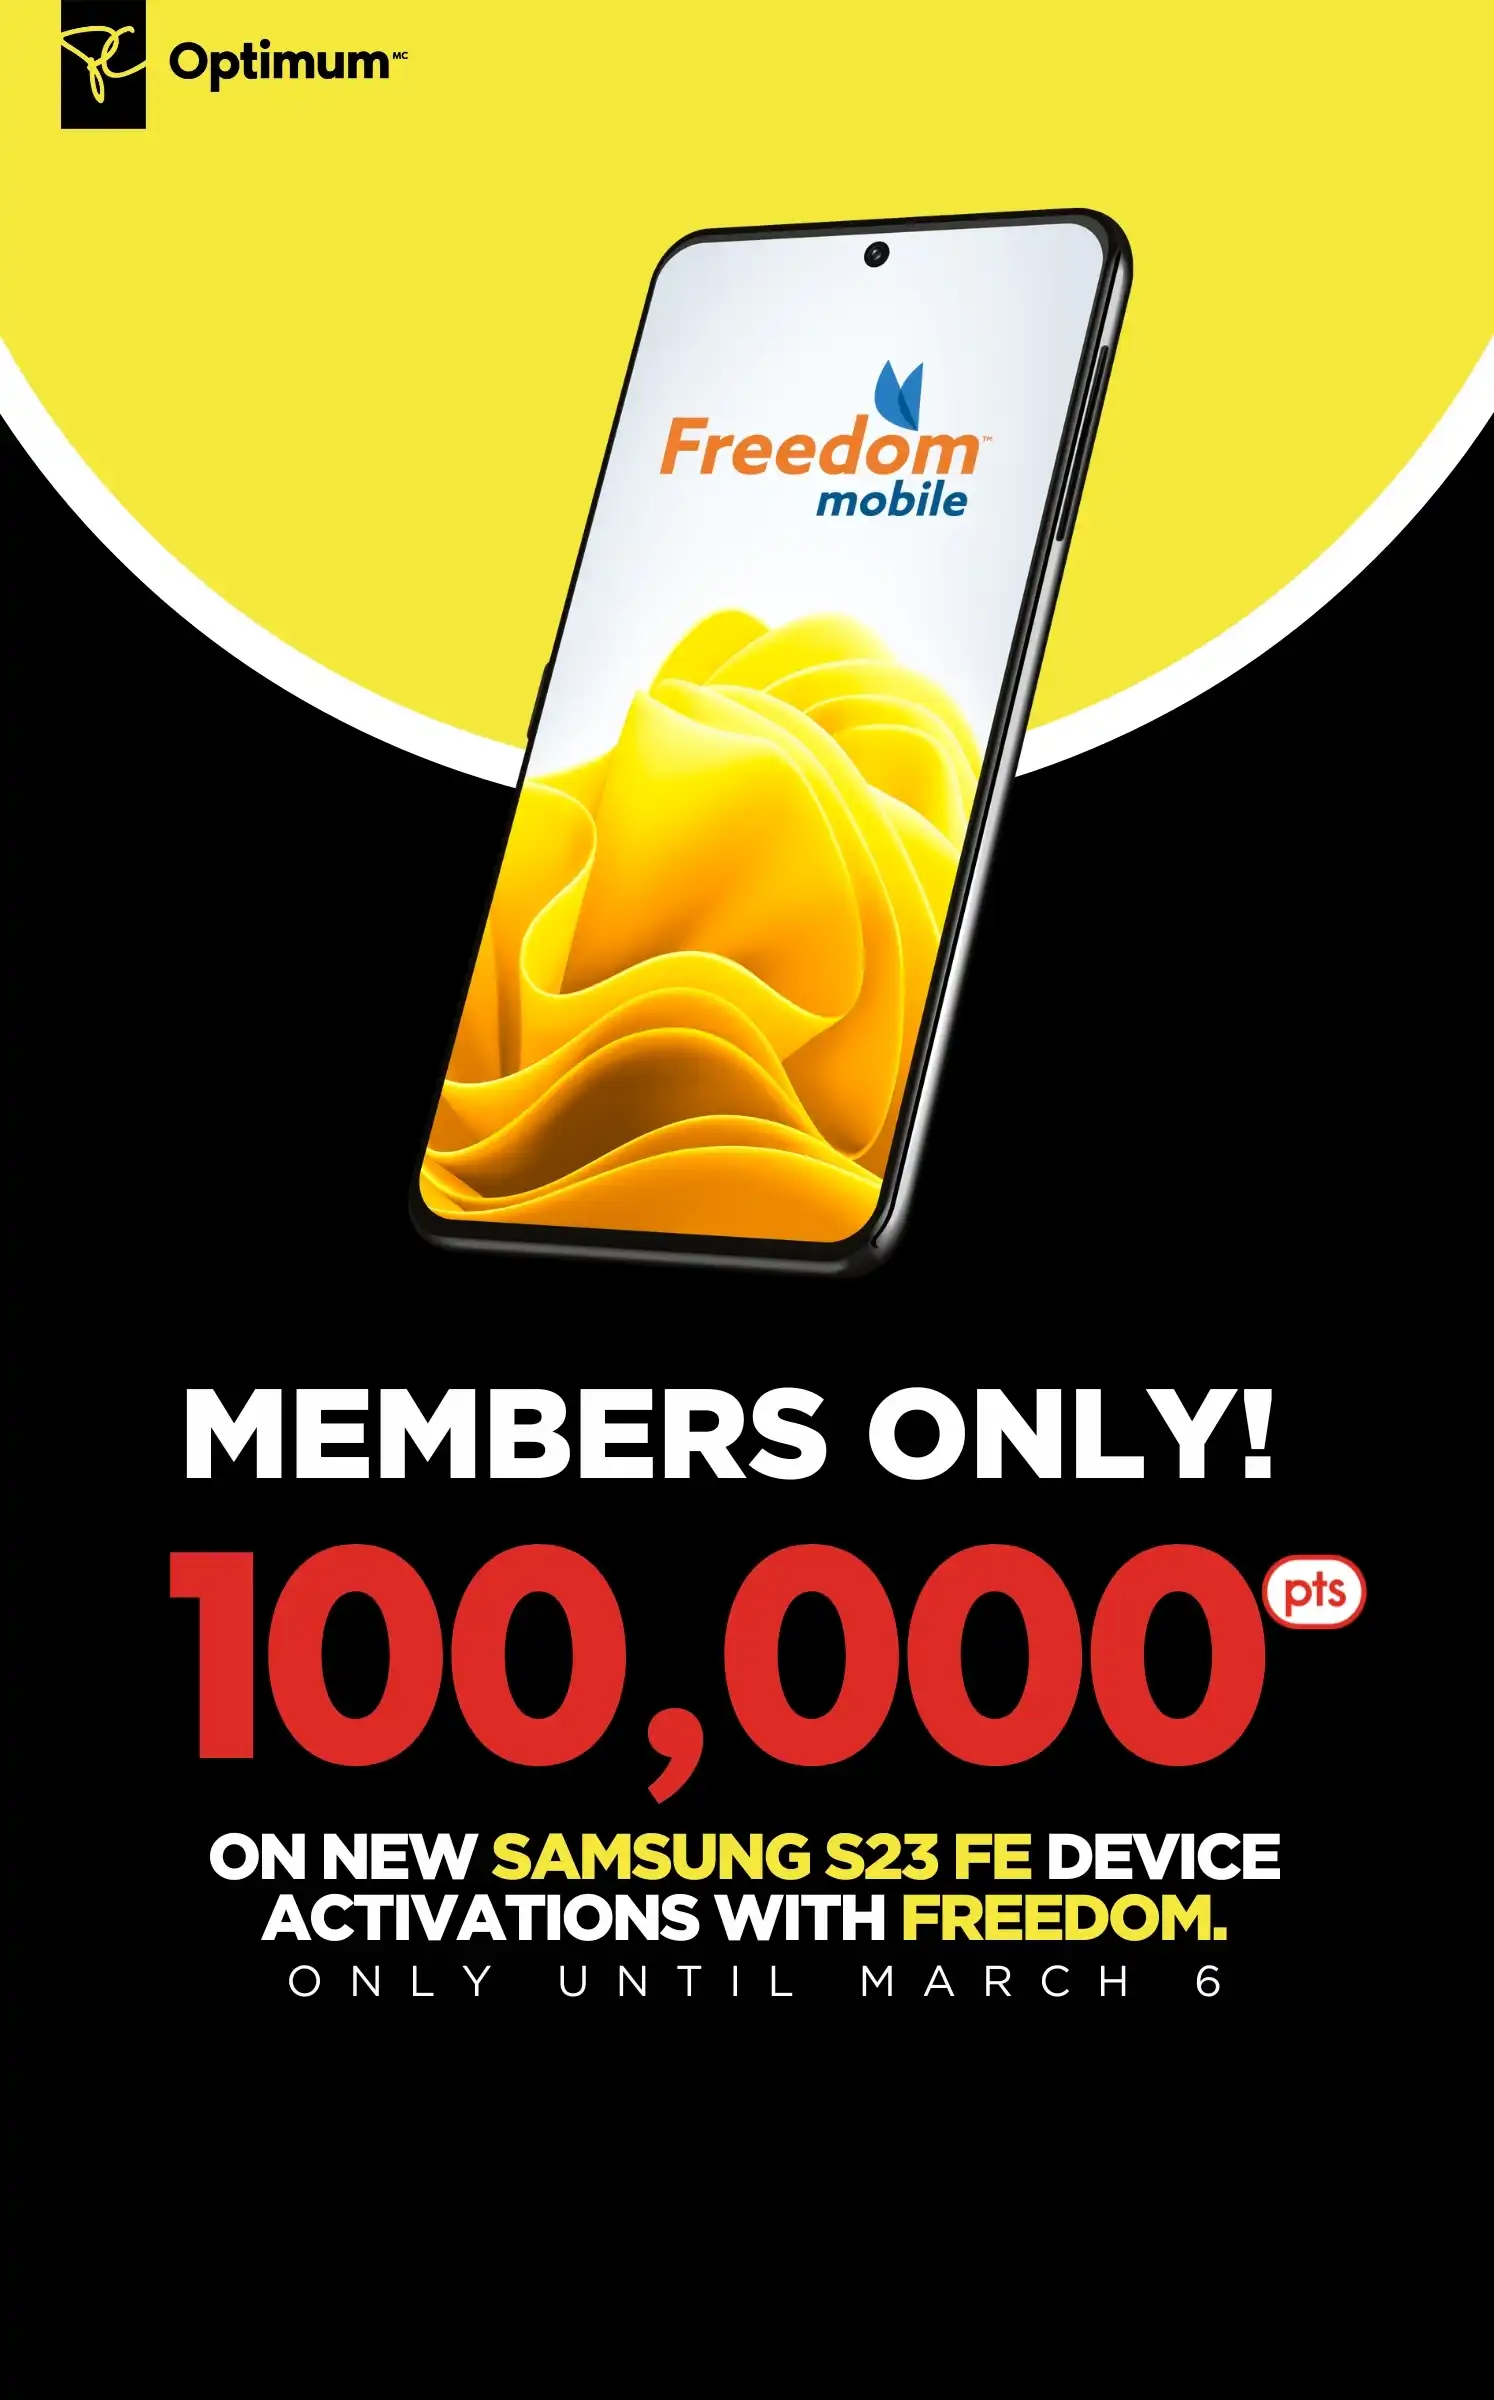 PC Optimum MC
Freedom™
mobile
MEMBERS ONLY!
100,000 pts
ON NEW SAMSUNG S23 FE DEVICE
ACTIVATIONS WITH FREEDOM.
ONLY UNTIL MARCH 6